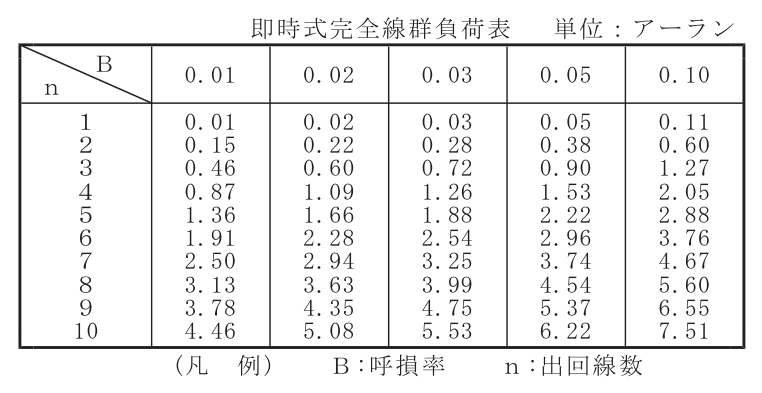 即時式完全線群負荷表　単位：アーラン
n B 0.01 0.02 0.03 0.05 0.10
1 0.01 0.02 0.03 0.05 0.11
2 0.15 0.22 0.28 0.38 0.60
3 0.46 0.60 0.72 0.90 1.27
4 0.87 1.09 1.26 1.53 2.05
5 1.36 1.66 1.88 2.22 2.88
6 1.91 2.28 2.54 2.96 3.76
7 2.50 2.94 3.25 3.74 4.67
8 3.13 3.63 3.99 4.54 5.60
9 3.78 4.35 4.75 5.37 6.55
10 4.46 5.08 5.53 6.22 7.51
(凡　例)　B：呼損率　n：出回線数